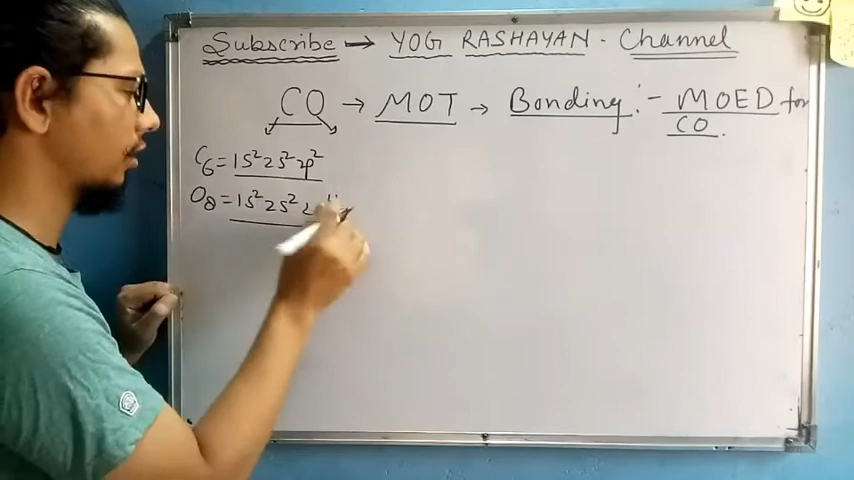 Subscribe → YOG RASHAYAN - Channel
CO → MOT → Bonding :- MOED for CO.
C6 = 1s² 2s² 2p²
O8 = 1s² 2s²